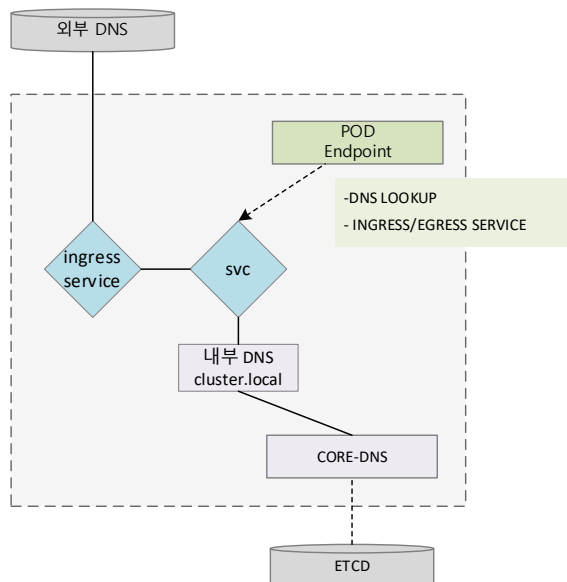 외부 DNS
POD
Endpoint
-DNS LOOKUP
- INGRESS/EGRESS SERVICE
ingress
service
svc
내부 DNS
cluster.local
CORE-DNS
ETCD